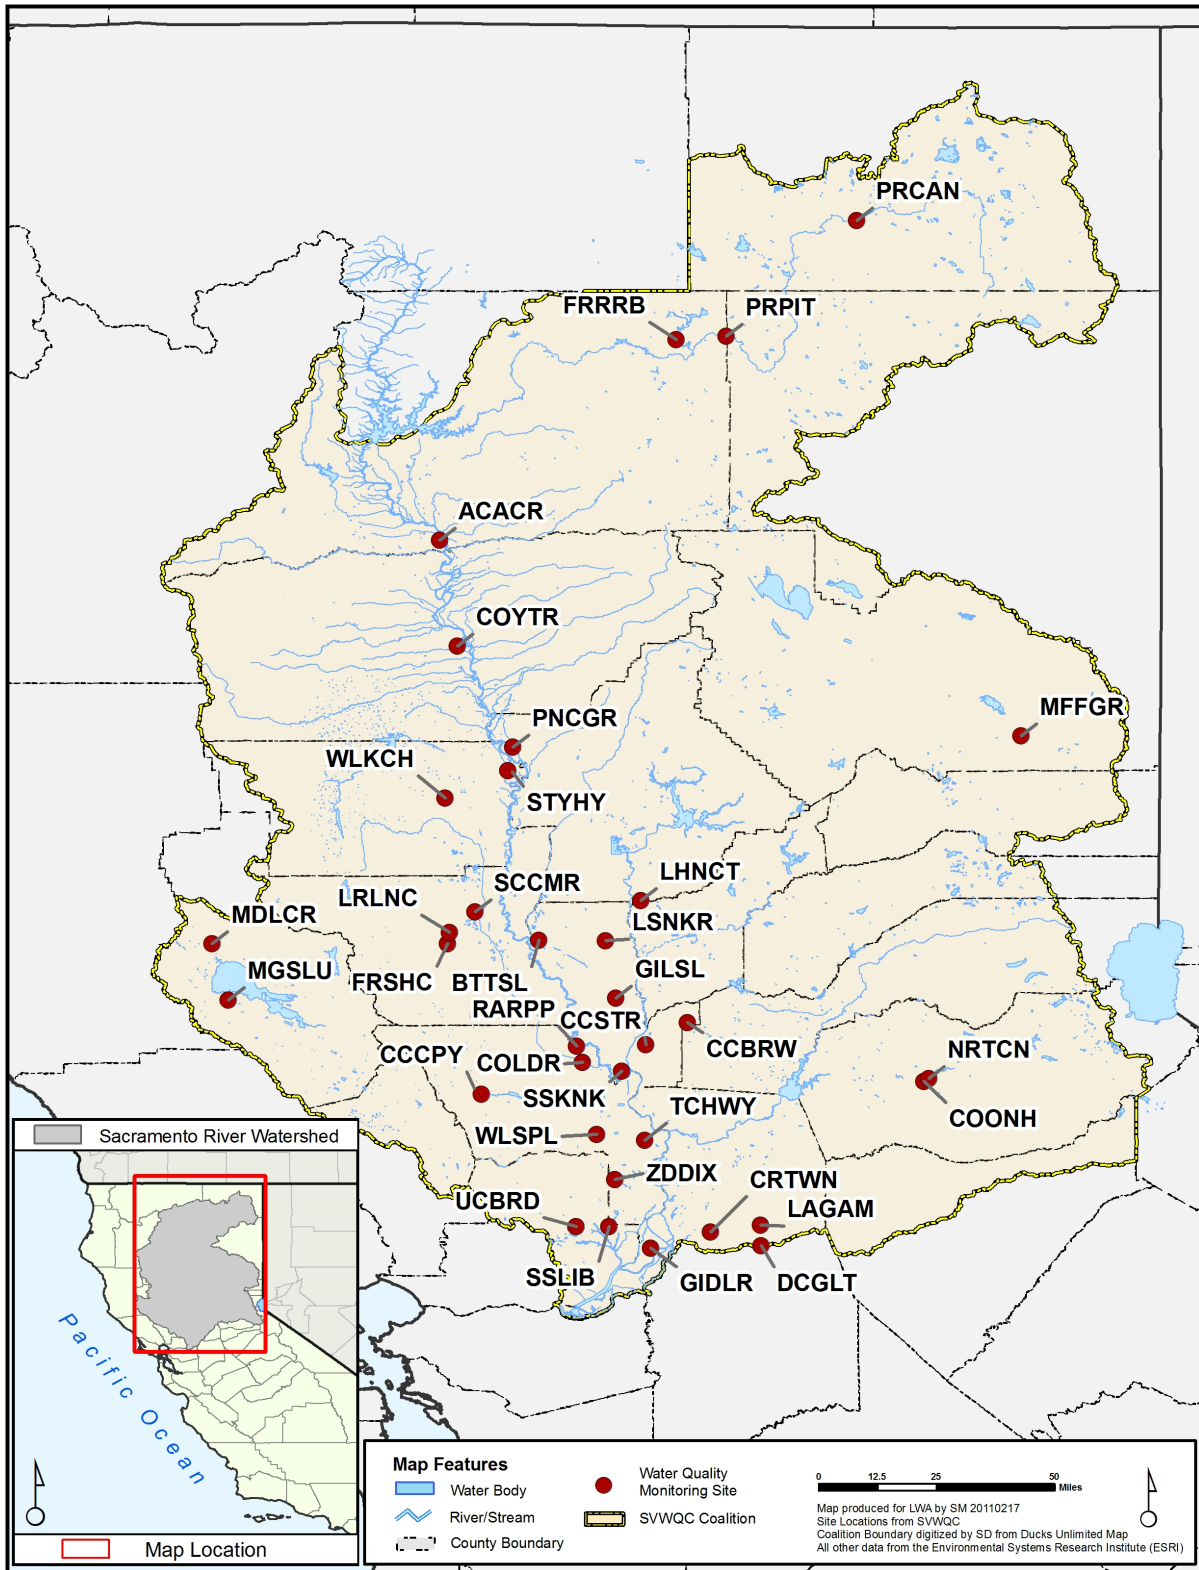 PRCAN
FRRRB
PRPIT
ACACR
COYTR
MFFGR
PNCGR
WLKCH
STYHY
SCCMR
LHNCT
LRLNC
LSNKR
MDLCR
GILSL
MGSLU
FRSHC
BTTSL
RARPP
CCSTR
CCBRW
CCCPY
COLDR
NRTCN
SSKNK
TCHWY
COONH
WLSPL
ZDDIX
CRTWN
UCBRD
LAGAM
SSLIB
GIDLR
DCGLT
Sacramento River Watershed
Pacific Ocean
Map Location
Map Features
Water Body
River/Stream
County Boundary
Water Quality
Monitoring Site
SVWQC Coalition
0 12.5 25 50
Miles
Map produced for LWA by SM 20110217
Site Locations from SVWQC
Coalition Boundary digitized by SD from Ducks Unlimited Map
All other data from the Environmental Systems Research Institute (ESRI)